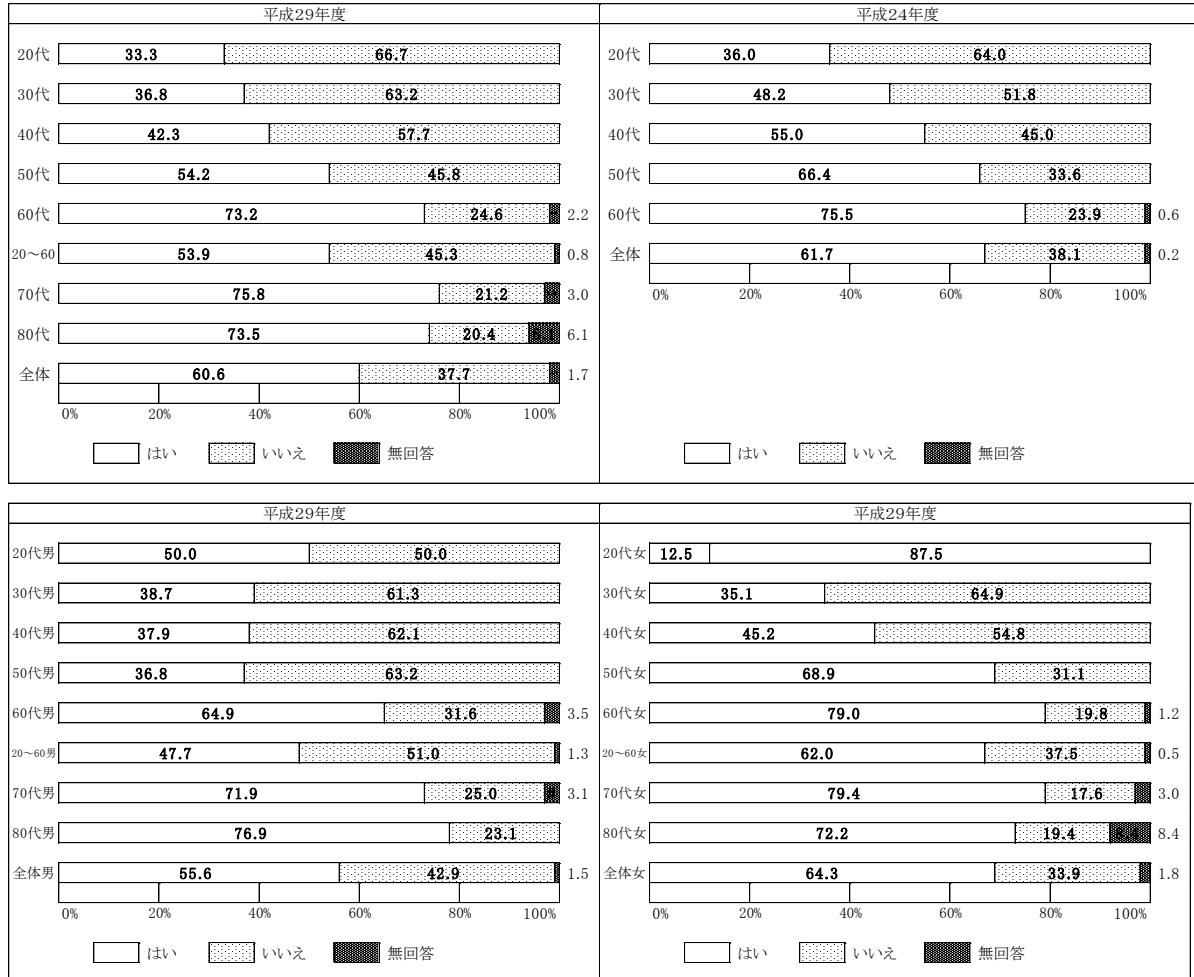 平成29年度
20代 33.3 66.7
30代 36.8 63.2
40代 42.3 57.7
50代 54.2 45.8
60代 73.2 24.6 2.2
20～60 53.9 45.3 0.8
70代 75.8 21.2 3.0
80代 73.5 20.4 6.1 6.1
全体 60.6 37.7 1.7
0% 20% 40% 60% 80% 100%
はい いいえ 無回答
平成24年度
20代 36.0 64.0
30代 48.2 51.8
40代 55.0 45.0
50代 66.4 33.6
60代 75.5 23.9 0.6
全体 61.7 38.1 0.2
0% 20% 40% 60% 80% 100%
はい いいえ 無回答
平成29年度
20代男 50.0 50.0
30代男 38.7 61.3
40代男 37.9 62.1
50代男 36.8 63.2
60代男 64.9 31.6 3.5
20～60男 47.7 51.0 1.3
70代男 71.9 25.0 3.1
80代男 76.9 23.1
全体男 55.6 42.9 1.5
0% 20% 40% 60% 80% 100%
はい いいえ 無回答
平成29年度
20代女 12.5 87.5
30代女 35.1 64.9
40代女 45.2 54.8
50代女 68.9 31.1
60代女 79.0 19.8 1.2
20～60女 62.0 37.5 0.5
70代女 79.4 17.6 3.0
80代女 72.2 19.4 8.4 8.4
全体女 64.3 33.9 1.8
0% 20% 40% 60% 80% 100%
はい いいえ 無回答